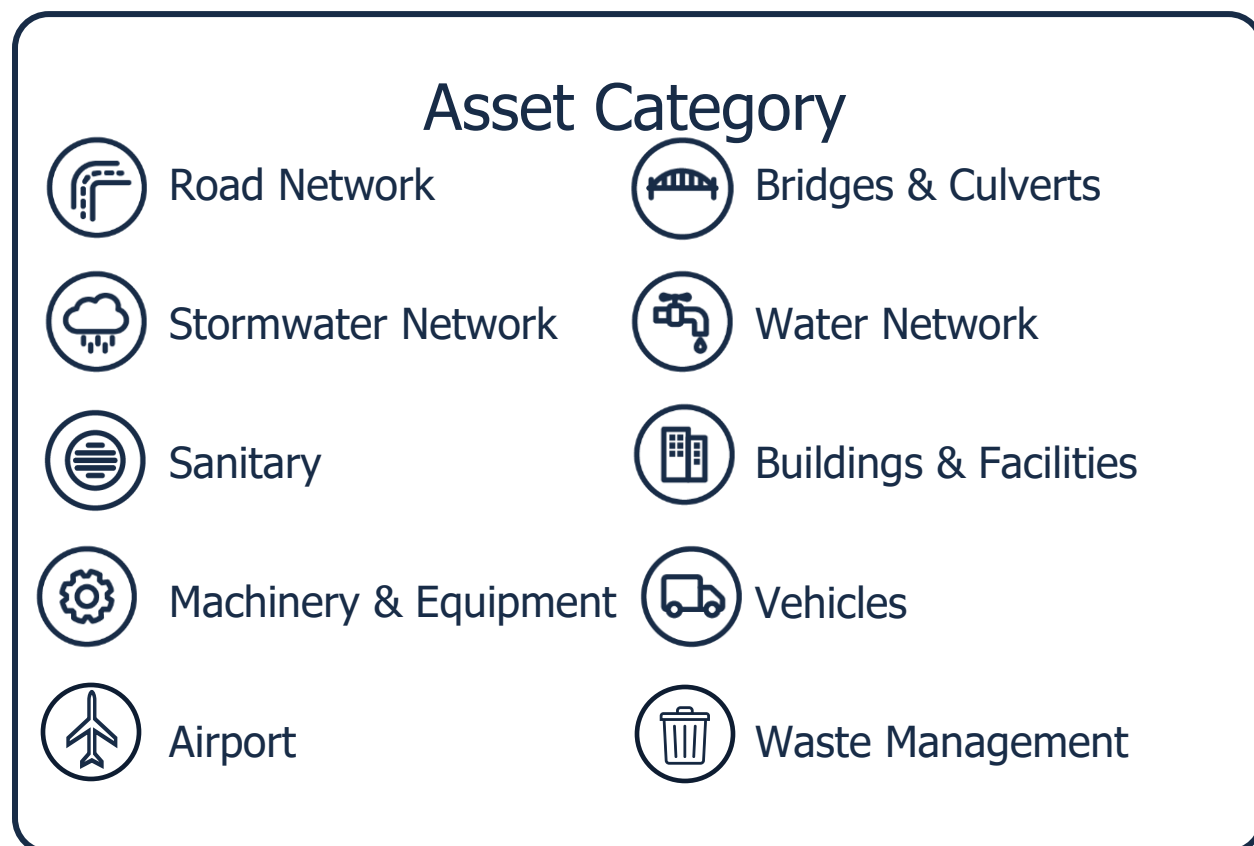 Asset Category
Road Network
Bridges & Culverts
Stormwater Network
Water Network
Sanitary
Buildings & Facilities
Machinery & Equipment
Vehicles
Airport
Waste Management